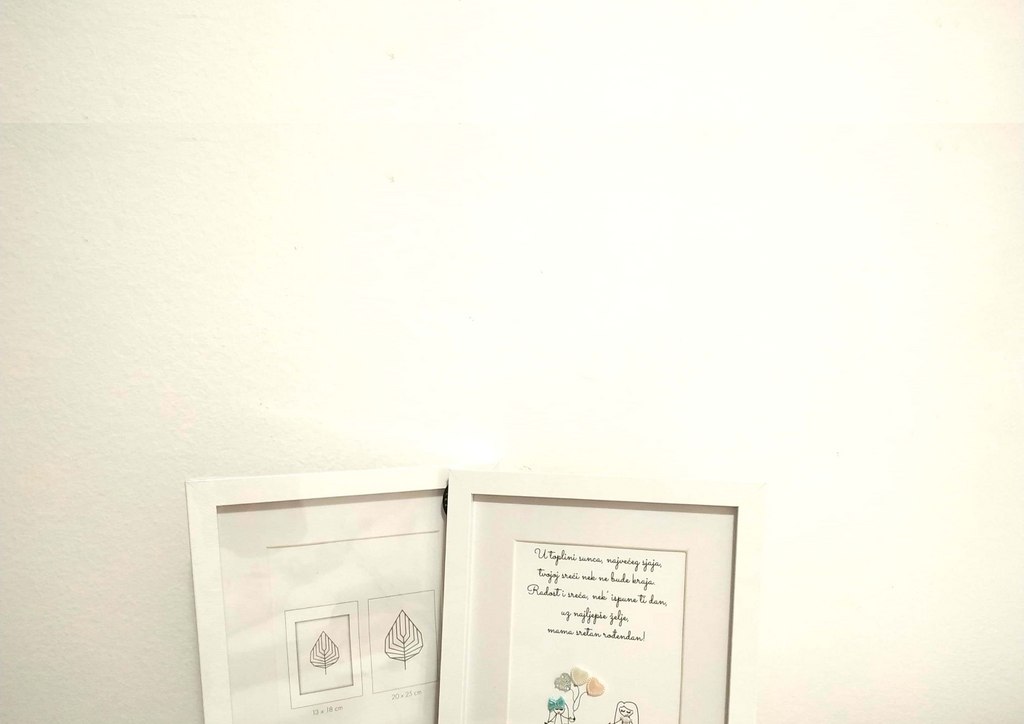 U toplini sunca, najvećeg sjaja,
tvojoj sreći nek ne bude kraja.
Radost i sreća, nek' ispune ti dan,
uz najljepše želje,
mama sretan rođendan!
13 x 18 cm
20 x 25 cm